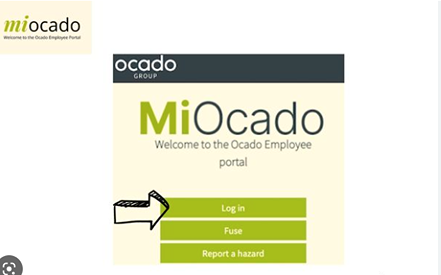 miocado
Welcome to the Ocado Employee Portal
ocado
GROUP
MiOcado
Welcome to the Ocado Employee
portal
Log in
Fuse
Report a hazard